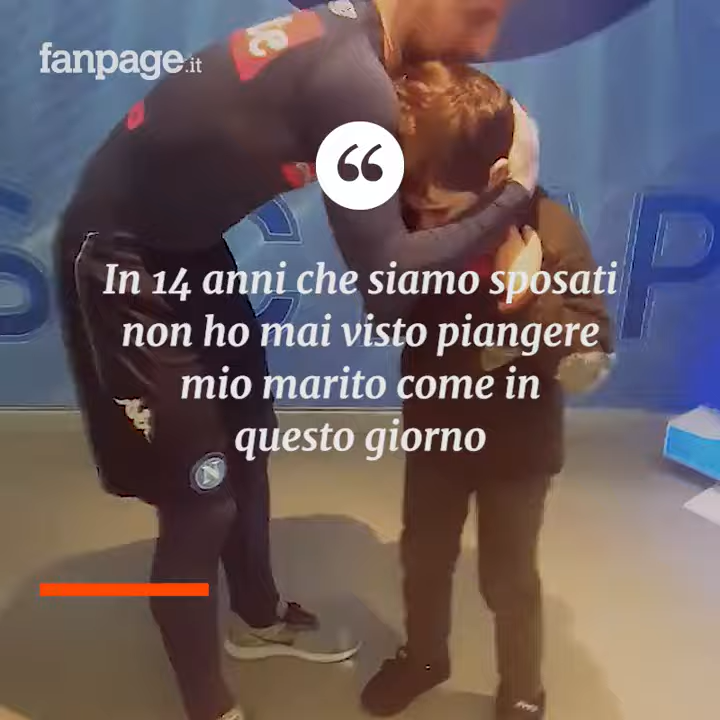 fanpage.it
“
In 14 anni che siamo sposati
non ho mai visto piangere
mio marito come in
questo giorno
N